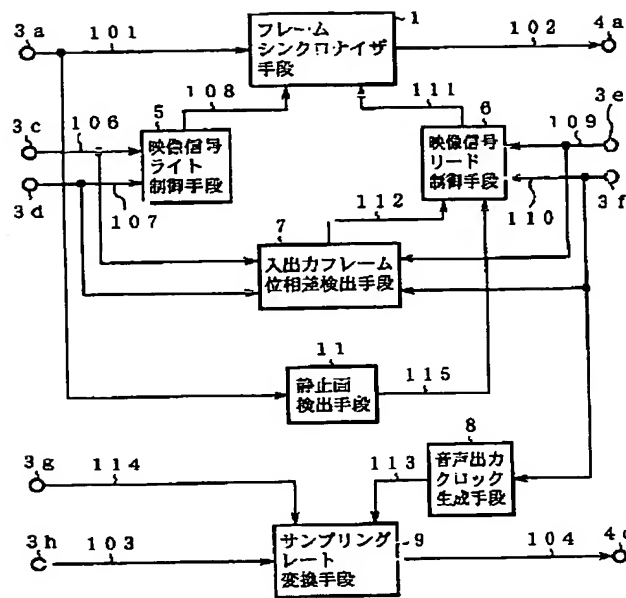 3a
101
フレーム
シンクロナイザ
手段
1
102
4a
108
111
3c
106
5
映像信号
ライト
制御手段
6
映像信号
リード
制御手段
109
3e
3d
107
110
3f
112
7
入出力フレーム
位相差検出手段
11
静止画
検出手段
115
8
音声出力
クロック
生成手段
3g
114
113
3h
103
サンプリング
レート
変換手段
9
104